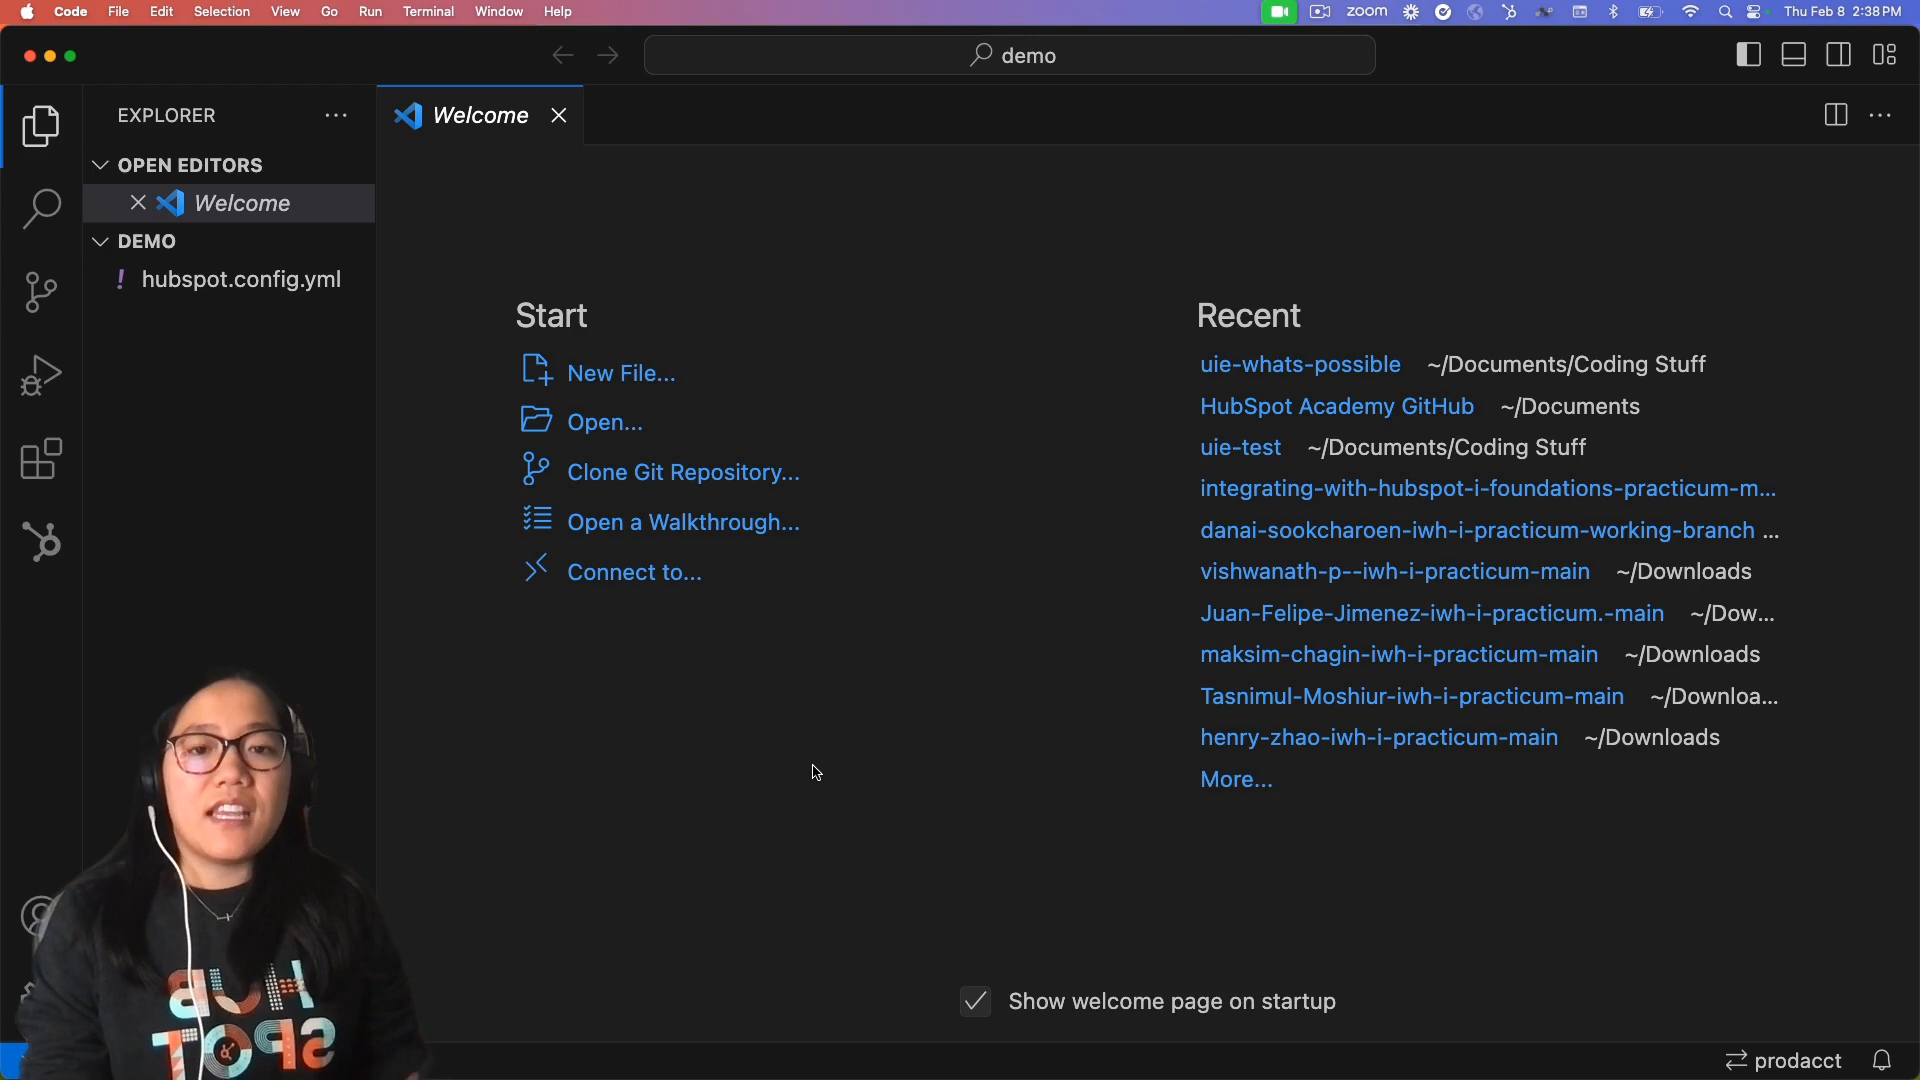 Code File Edit Selection View Go Run Terminal Window Help
zoom
Thu Feb 8 2:38 PM
demo
EXPLORER
Welcome
OPEN EDITORS
Welcome
DEMO
! hubspot.config.yml
Start
New File...
Open...
Clone Git Repository...
Open a Walkthrough...
Connect to...
Recent
uie-whats-possible ~/Documents/Coding Stuff
HubSpot Academy GitHub ~/Documents
uie-test ~/Documents/Coding Stuff
integrating-with-hubspot-i-foundations-practicum-m...
danai-sookcharoen-iwh-i-practicum-working-branch ...
vishwanath-p--iwh-i-practicum-main ~/Downloads
Juan-Felipe-Jimenez-iwh-i-practicum.-main ~/Dow...
maksim-chagin-iwh-i-practicum-main ~/Downloads
Tasnimul-Moshiur-iwh-i-practicum-main ~/Downloa...
henry-zhao-iwh-i-practicum-main ~/Downloads
More...
Show welcome page on startup
HUB
SPOT
prodacct